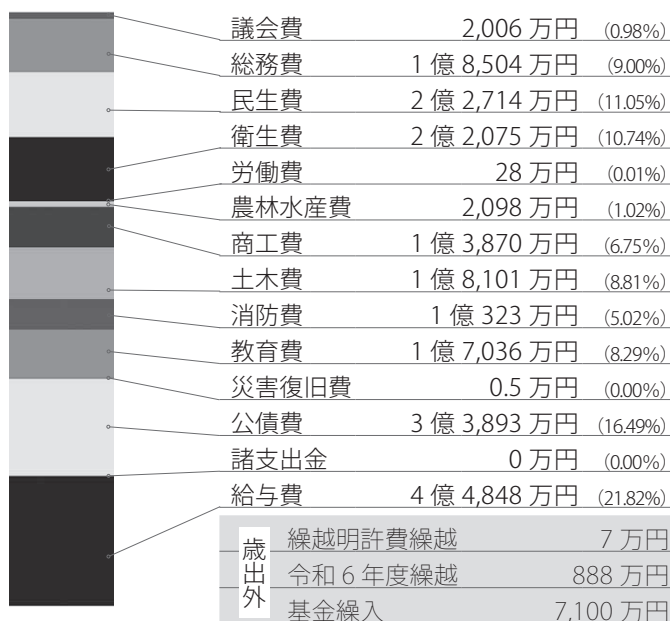 議会費 2,006 万円 (0.98%)
総務費 1 億 8,504 万円 (9.00%)
民生費 2 億 2,714 万円 (11.05%)
衛生費 2 億 2,075 万円 (10.74%)
労働費 28 万円 (0.01%)
農林水産費 2,098 万円 (1.02%)
商工費 1 億 3,870 万円 (6.75%)
土木費 1 億 8,101 万円 (8.81%)
消防費 1 億 323 万円 (5.02%)
教育費 1 億 7,036 万円 (8.29%)
災害復旧費 0.5 万円 (0.00%)
公債費 3 億 3,893 万円 (16.49%)
諸支出金 0 万円 (0.00%)
給与費 4 億 4,848 万円 (21.82%)
歳出外
繰越明許費繰越 7 万円
令和 6 年度繰越 888 万円
基金繰入 7,100 万円